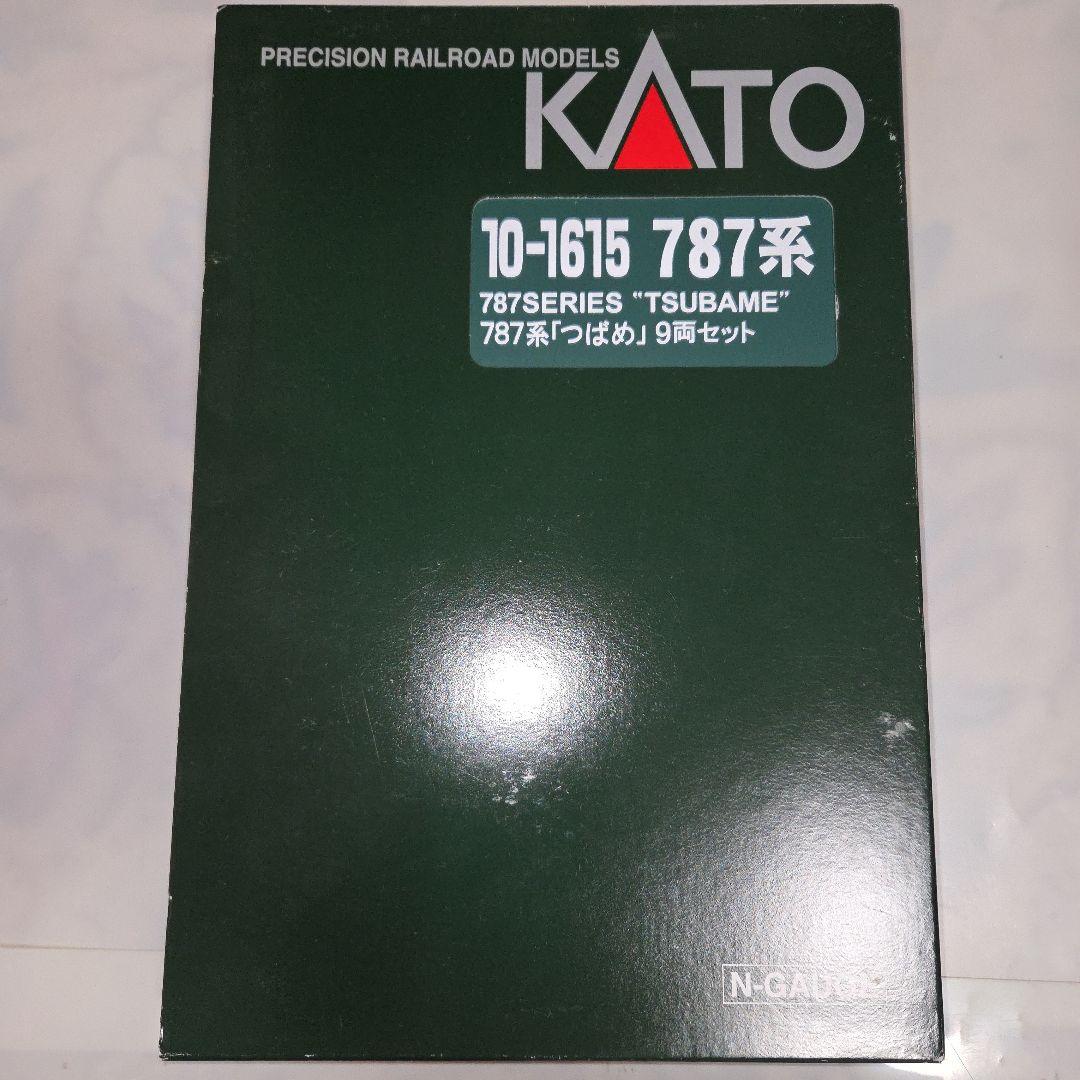 PRECISION RAILROAD MODELS
KATO
10-1615 787系
787SERIES "TSUBAME"
787系「つばめ」9両セット
N-GAUGE